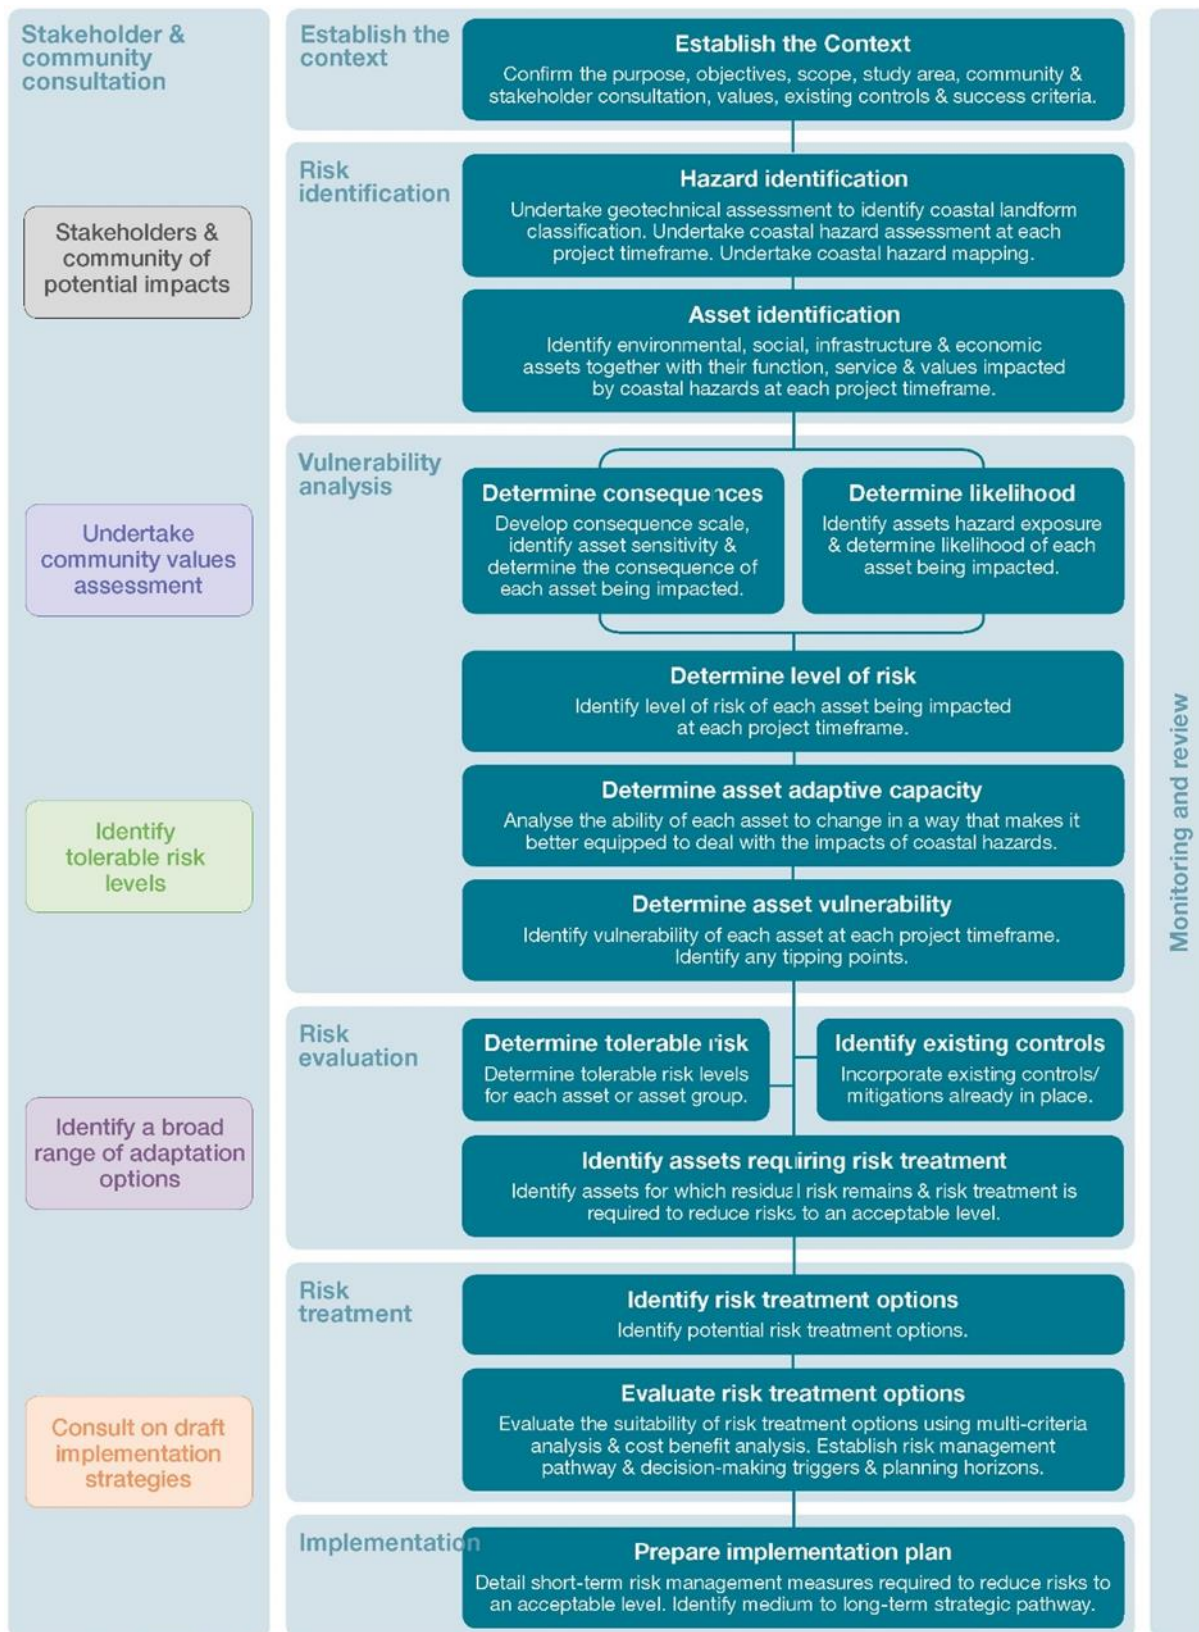 Stakeholder &
community
consultation
Stakeholders &
community of
potential impacts
Undertake
community values
assessment
Identify
tolerable risk
levels
Identify a broad
range of adaptation
options
Consult on draft
implementation
strategies
Establish the
context
Establish the Context
Confirm the purpose, objectives, scope, study area, community &
stakeholder consultation, values, existing controls & success criteria.
Risk
identification
Hazard identification
Undertake geotechnical assessment to identify coastal landform
classification. Undertake coastal hazard assessment at each
project timeframe. Undertake coastal hazard mapping.
Asset identification
Identify environmental, social, infrastructure & economic
assets together with their function, service & values impacted
by coastal hazards at each project timeframe.
Vulnerability
analysis
Determine consequences
Develop consequence scale,
identify asset sensitivity &
determine the consequence of
each asset being impacted.
Determine likelihood
Identify assets hazard exposure
& determine likelihood of each
asset being impacted.
Determine level of risk
Identify level of risk of each asset being impacted
at each project timeframe.
Determine asset adaptive capacity
Analyse the ability of each asset to change in a way that makes it
better equipped to deal with the impacts of coastal hazards.
Determine asset vulnerability
Identify vulnerability of each asset at each project timeframe.
Identify any tipping points.
Risk
evaluation
Determine tolerable risk
Determine tolerable risk levels
for each asset or asset group.
Identify existing controls
Incorporate existing controls/
mitigations already in place.
Identify assets requiring risk treatment
Identify assets for which residual risk remains & risk treatment is
required to reduce risks to an acceptable level.
Risk
treatment
Identify risk treatment options
Identify potential risk treatment options.
Evaluate risk treatment options
Evaluate the suitability of risk treatment options using multi-criteria
analysis & cost benefit analysis. Establish risk management
pathway & decision-making triggers & planning horizons.
Implementation
Prepare implementation plan
Detail short-term risk management measures required to reduce risks to
an acceptable level. Identify medium to long-term strategic pathway.
Monitoring and review